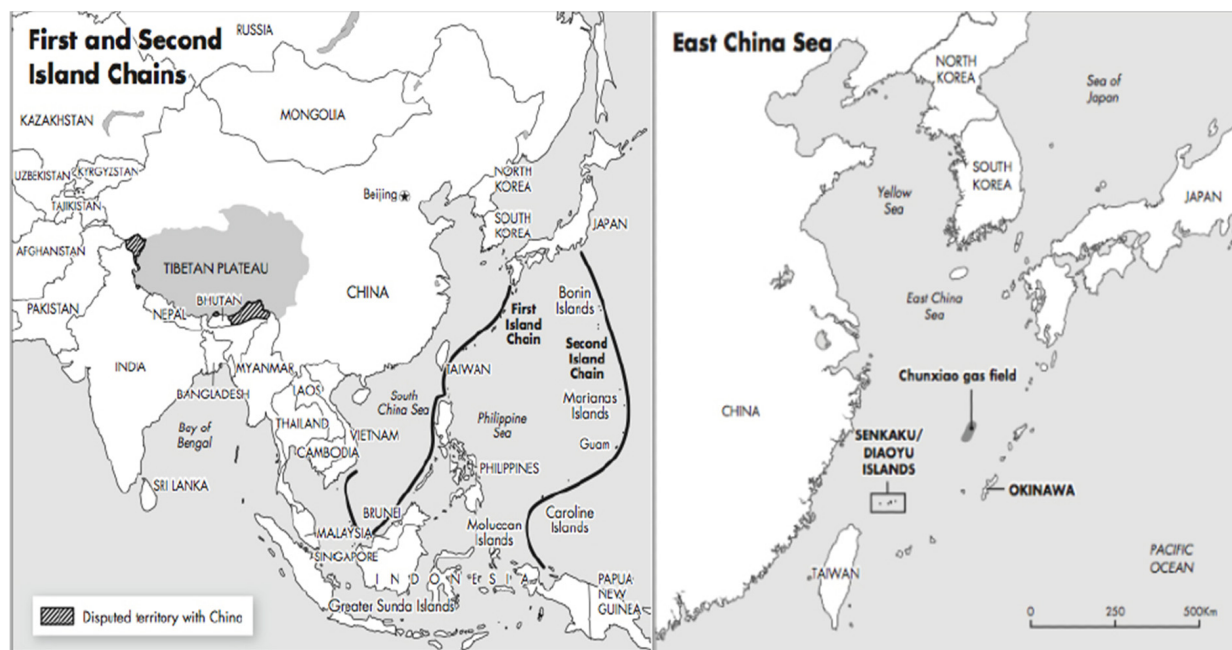 First and Second
Island Chains
RUSSIA
KAZAKHSTAN
MONGOLIA
UZBEKISTAN
KYRGYZSTAN
TAJIKISTAN
Beijing
NORTH
KOREA
SOUTH
KOREA
JAPAN
AFGHANISTAN
TIBETAN PLATEAU
PAKISTAN
NEPAL
BHUTAN
CHINA
First
Island
Chain
Borin
Islands
Second
Island
Chain
INDIA
MYANMAR
BANGLADESH
LAOS
TAIWAN
South
China Sea
Marianas
Islands
Philippine
Sea
Bay of
Bengal
THAILAND
VIETNAM
CAMBODIA
Guam
PHILIPPINES
SRI LANKA
BRUNEI
MALAYSIA
SINGAPORE
Moluccan
Islands
Caroline
Islands
INDONESIA
Greater Sunda Islands
PAPUA
NEW
GUINEA
Disputed territory with China
East China Sea
NORTH
KOREA
Sea of
Japan
SOUTH
KOREA
Yellow
Sea
JAPAN
East China
Sea
Chunxiao gas field
CHINA
SENKAKU/
DIAOYU
ISLANDS
OKINAWA
TAIWAN
PACIFIC
OCEAN
0 250 500Km